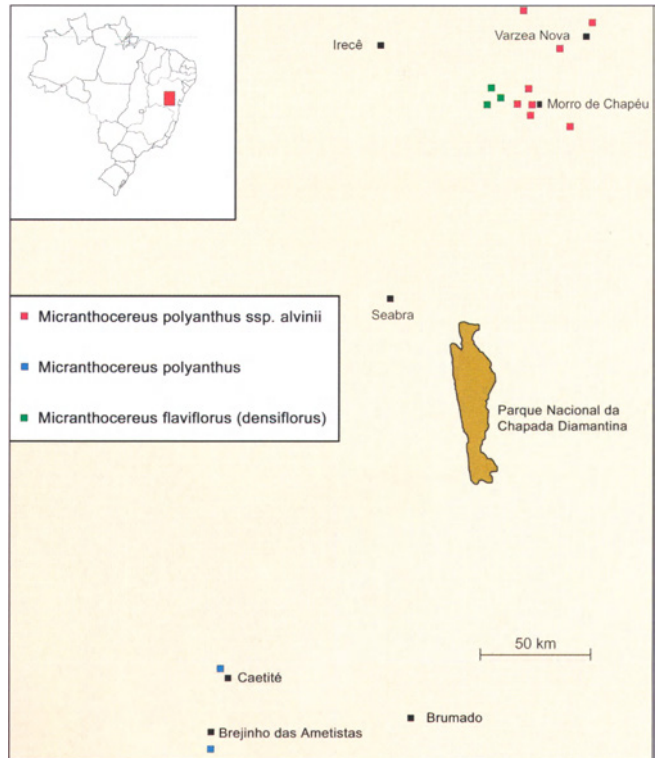 Varzea Nova
Irecê
Morro de Chapéu
Seabra
Micranthocereus polyanthus ssp. alvinii
Micranthocereus polyanthus
Micranthocereus flaviflorus (densiflorus)
Parque Nacional da
Chapada Diamantina
50 km
Caetité
Brumado
Brejinho das Ametistas